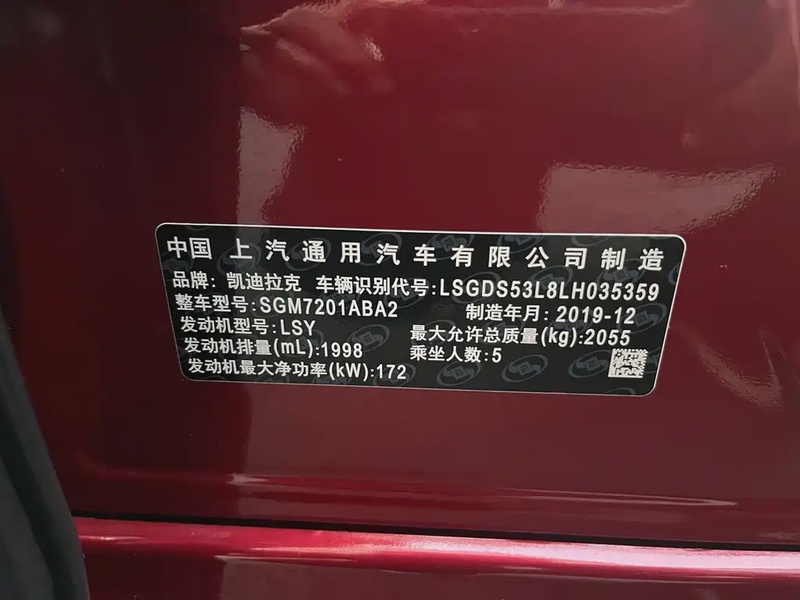 中国 上汽通用汽车有限公司制造
品牌: 凯迪拉克 车辆识别代号:LSGDS53L8LH035359
整车型号:SGM7201ABA2 制造年月: 2019-12
发动机型号:LSY 最大允许总质量(kg):2055
发动机排量(mL):1998 乘坐人数:5
发动机最大净功率(kW):172